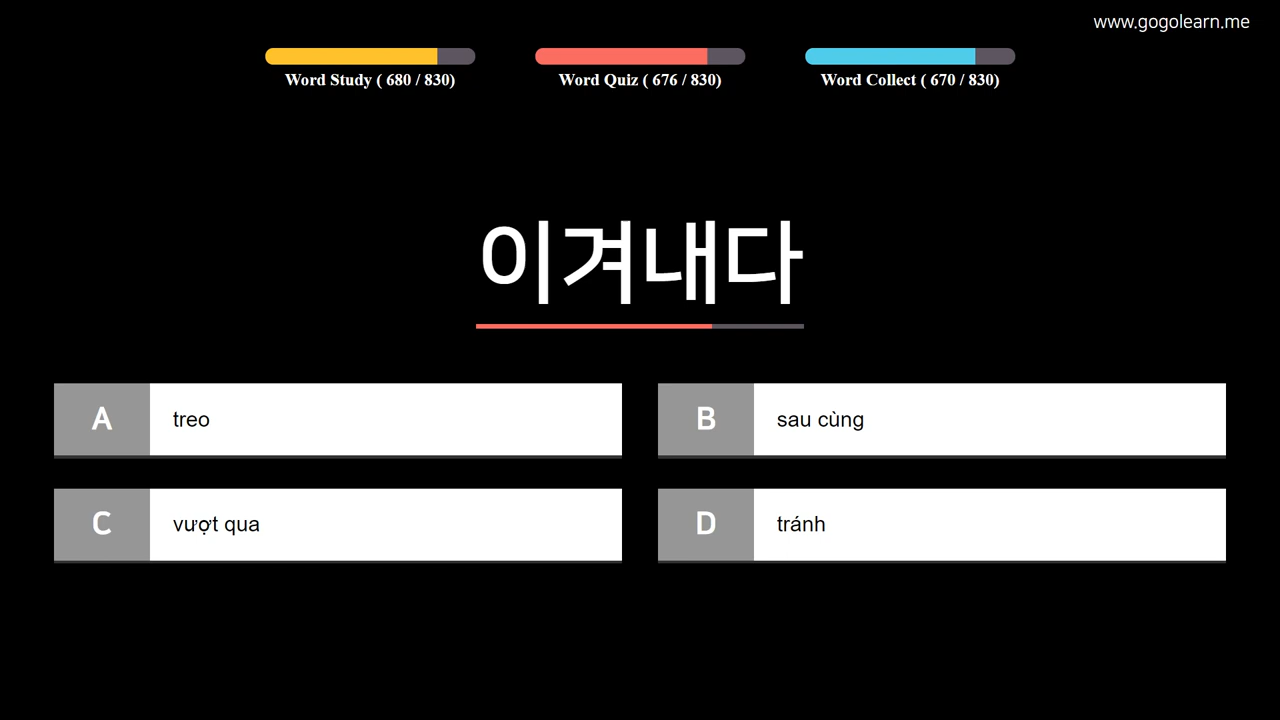 www.gogolearn.me
Word Study ( 680 / 830)
Word Quiz ( 676 / 830)
Word Collect ( 670 / 830)
이겨내다
A treo
B sau cùng
C vượt qua
D tránh